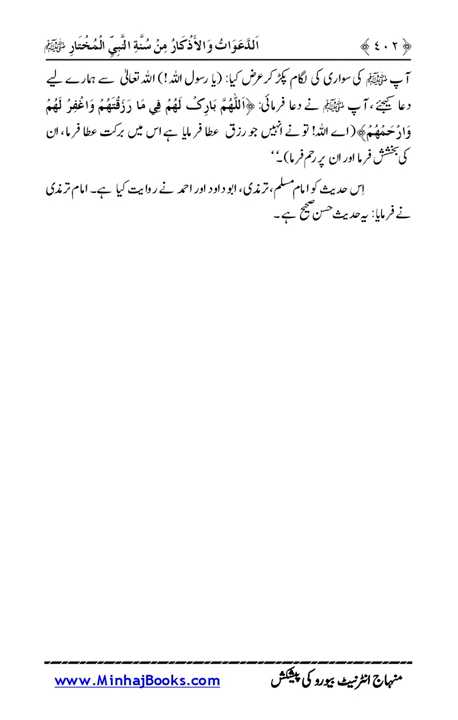 ﴿ ٤٠٢ ﴾ اَلدَّعَوَاتُ وَالأَذْكَارُ مِنْ سُنَّةِ النَّبِيِّ الْمُخْتَارِ ﷺ
آپ ﷺ کی سواری کی لگام پکڑ کر عرض کیا: (یا رسول اللہ !) اللہ تعالیٰ سے ہمارے لیے
دعا کیجئے ، آپ ﷺ نے دعا فرمائی: ﴿اَللّٰهُمَّ بَارِکْ لَهُمْ فِي مَا رَزَقْتَهُمْ وَاغْفِرْ لَهُمْ
وَارْحَمْهُمْ﴾ (اے اللہ! تو نے انہیں جو رزق عطا فرمایا ہے اس میں برکت عطا فرما، ان
کی بخشش فرما اور ان پر رحم فرما)۔‘‘
اِس حدیث کو امام مسلم، ترمذی، ابو داود اور احمد نے روایت کیا ہے۔ امام ترمذی
نے فرمایا: یہ حدیث حسن صحیح ہے۔
منہاج انٹرنیٹ بیورو کی پیشکش www.MinhajBooks.com